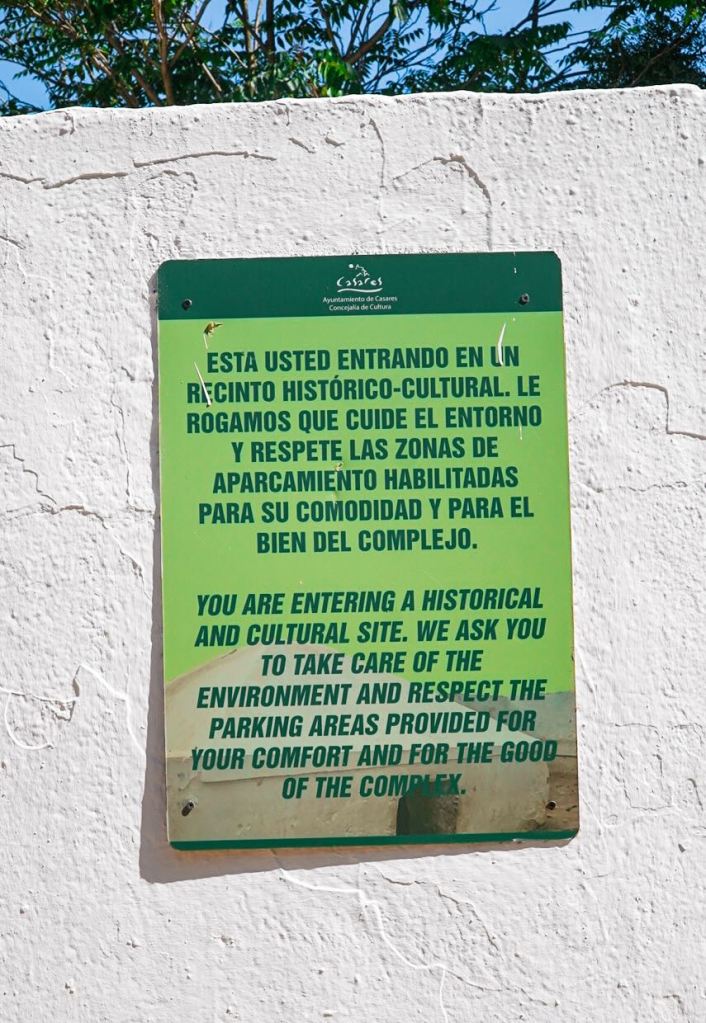 Casares
Ayuntamiento de Casares
Concejalía de Cultura
ESTA USTED ENTRANDO EN UN
RECINTO HISTÓRICO-CULTURAL. LE
ROGAMOS QUE CUIDE EL ENTORNO
Y RESPETE LAS ZONAS DE
APARCAMIENTO HABILITADAS
PARA SU COMODIDAD Y PARA EL
BIEN DEL COMPLEJO.
YOU ARE ENTERING A HISTORICAL
AND CULTURAL SITE. WE ASK YOU
TO TAKE CARE OF THE
ENVIRONMENT AND RESPECT THE
PARKING AREAS PROVIDED FOR
YOUR COMFORT AND FOR THE GOOD
OF THE COMPLEX.